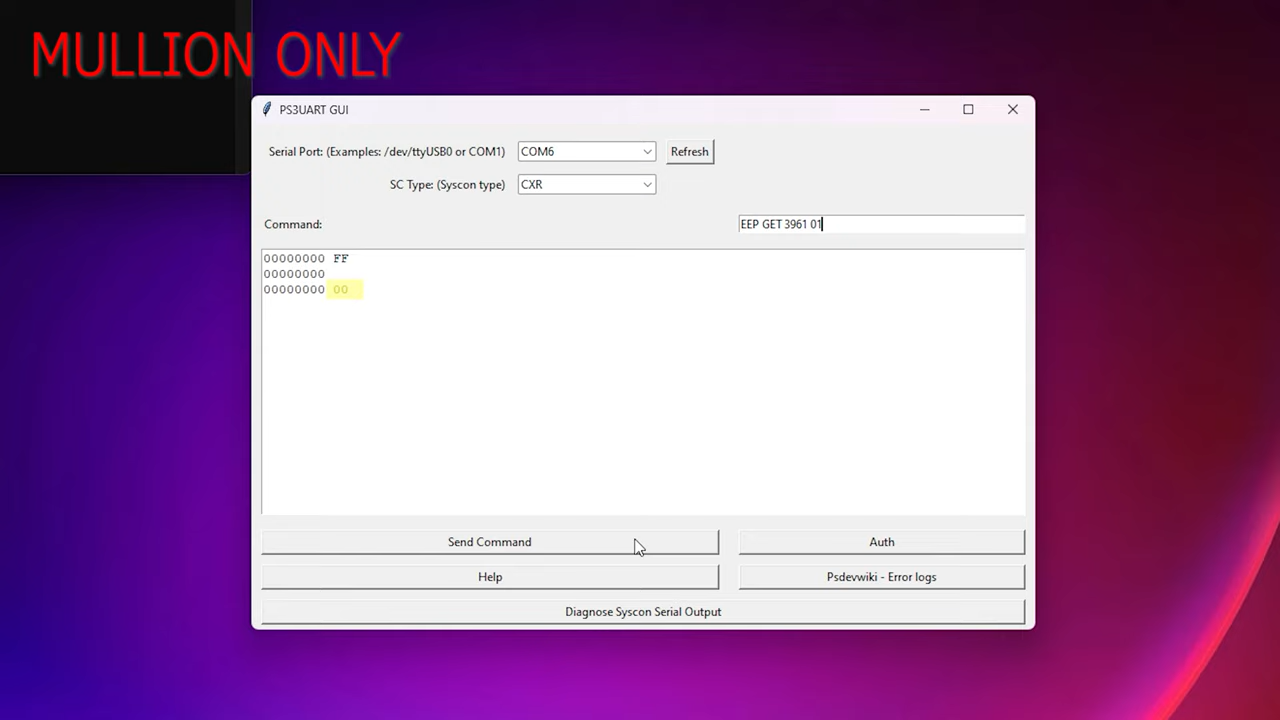 MULLION ONLY
PS3UART GUI
Serial Port: (Examples: /dev/ttyUSB0 or COM1) COM6 Refresh
SC Type: (Syscon type) CXR
Command: EEP GET 3961 01
00000000 FF
00000000
00000000 00
Send Command Auth
Help Psdevwiki - Error logs
Diagnose Syscon Serial Output